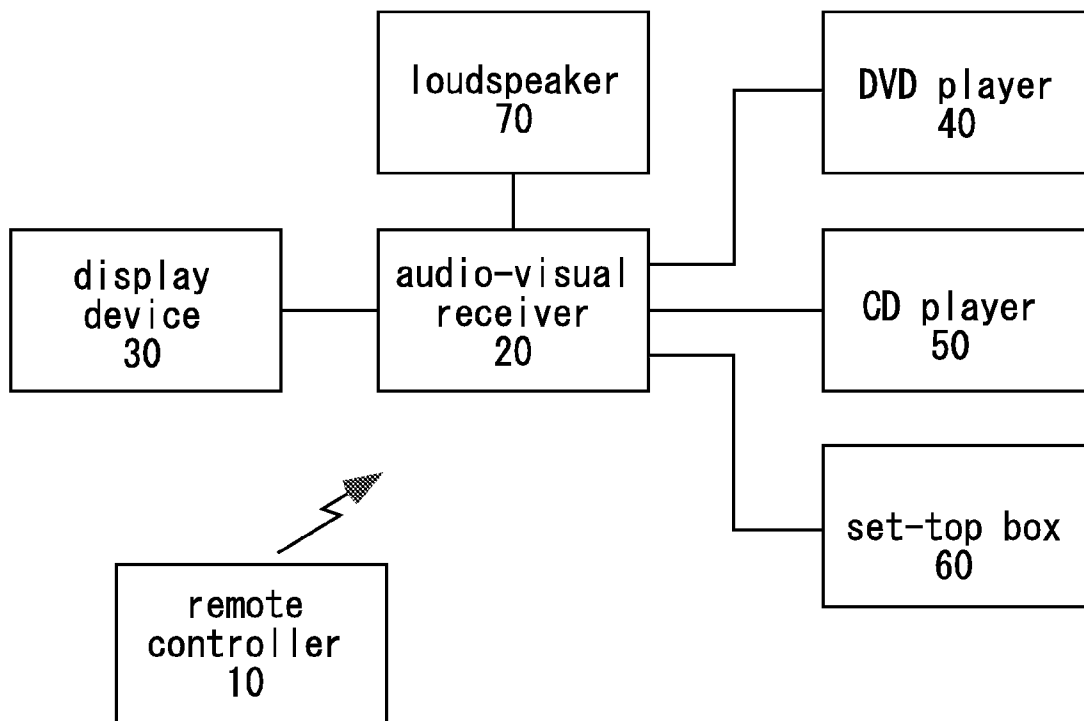 loudspeaker
70
DVD player
40
display
device
30
audio-visual
receiver
20
CD player
50
set-top box
60
remote
controller
10